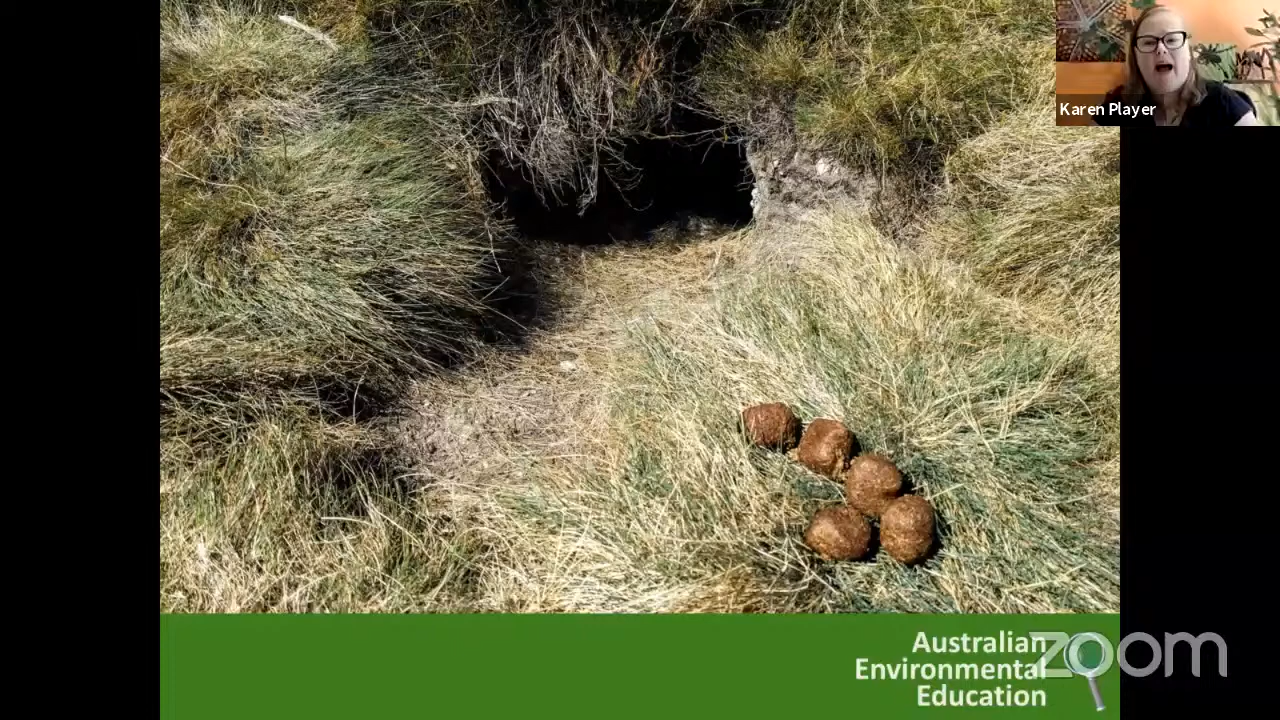 Karen Player
Australian
Environmental
Education
zoom